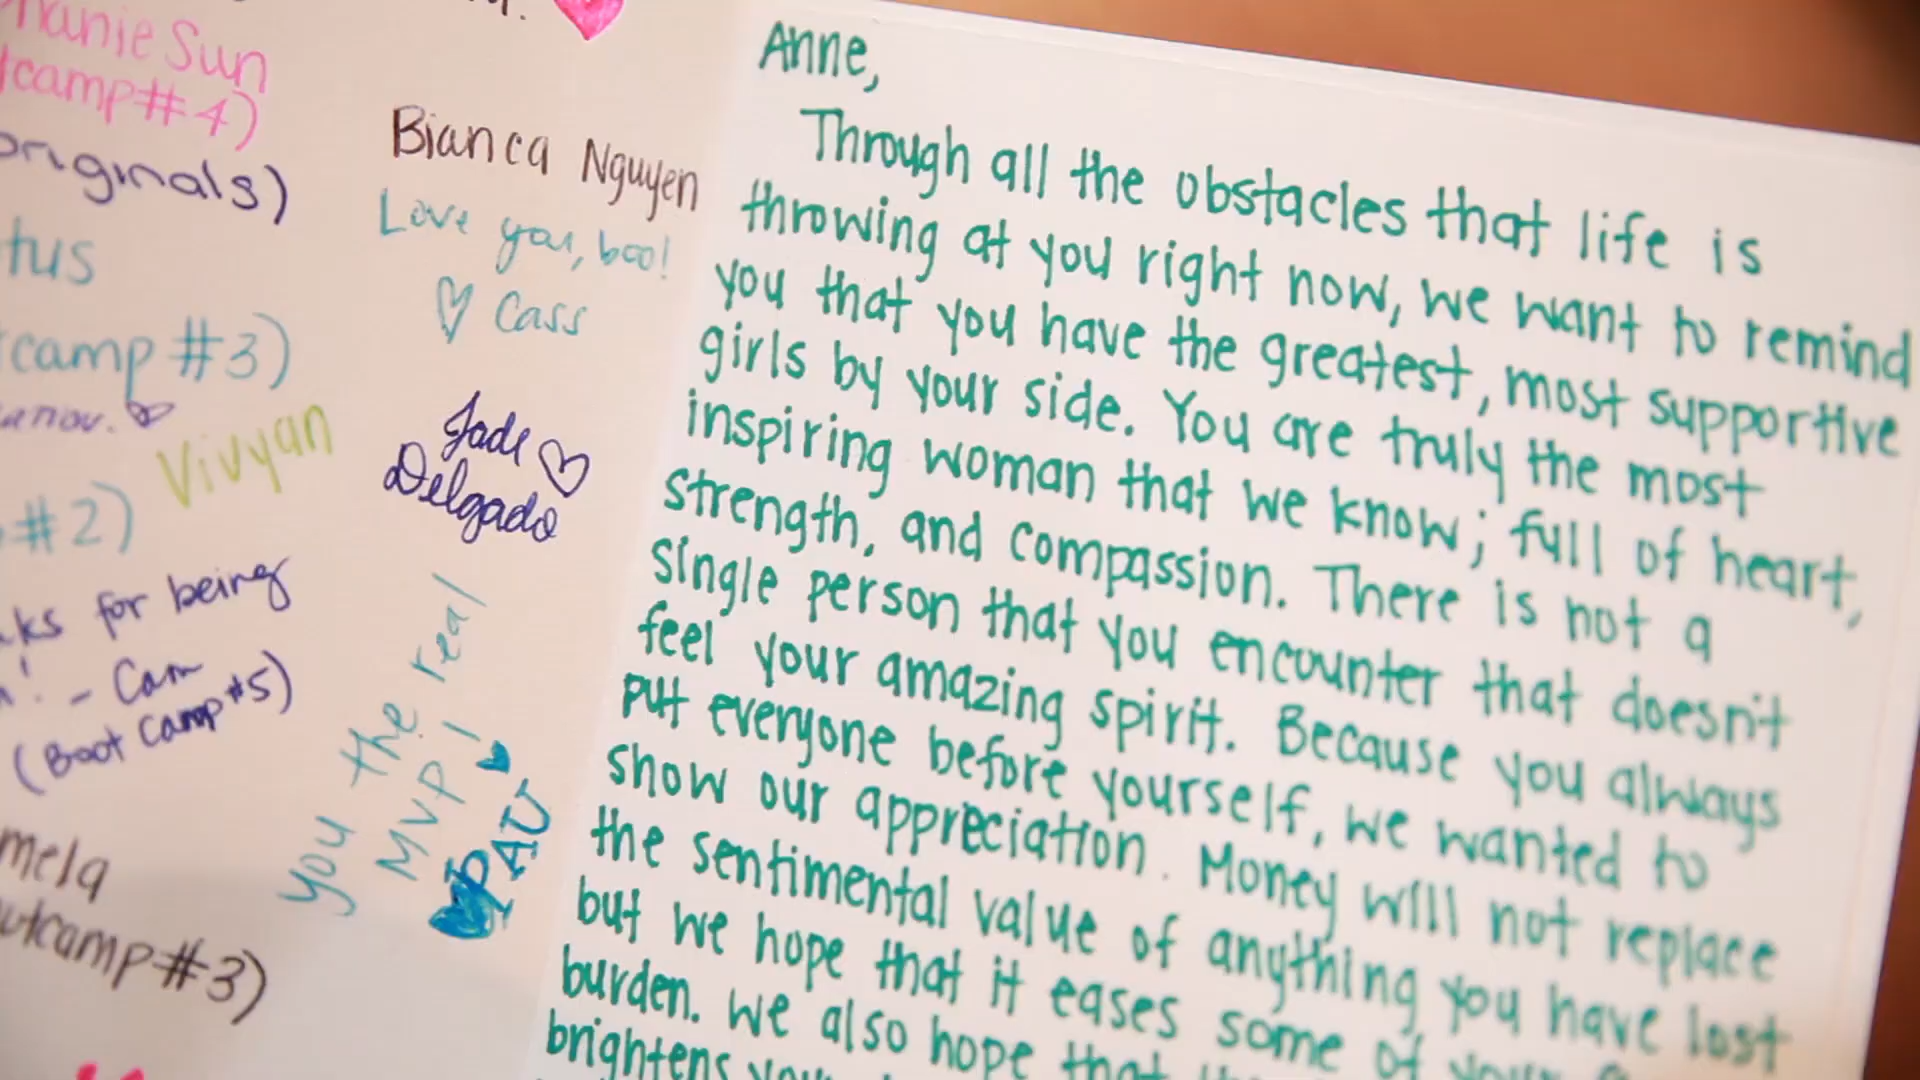 Sun
camp#4)
originals)
tus
camp #3)
Vivyan
#2)
for being
- Cam
(Boot Camp #5)
camp#3)
Bianca Nguyen
Love you, boo!
♡ Cass
Jade ♡
Delgado
You the real
MVP!
PAU
Anne,
Through all the obstacles that life is
throwing at you right now, we want to remind
you that you have the greatest, most supportive
girls by your side. You are truly the most
inspiring woman that we know; full of heart,
strength, and compassion. There is not a
single person that you encounter that doesn't
feel your amazing spirit. Because you always
put everyone before yourself, we wanted to
show our appreciation. Money will not replace
the sentimental value of anything you have lost
but we hope that it eases some of your
burden. We also hope that
brightens your